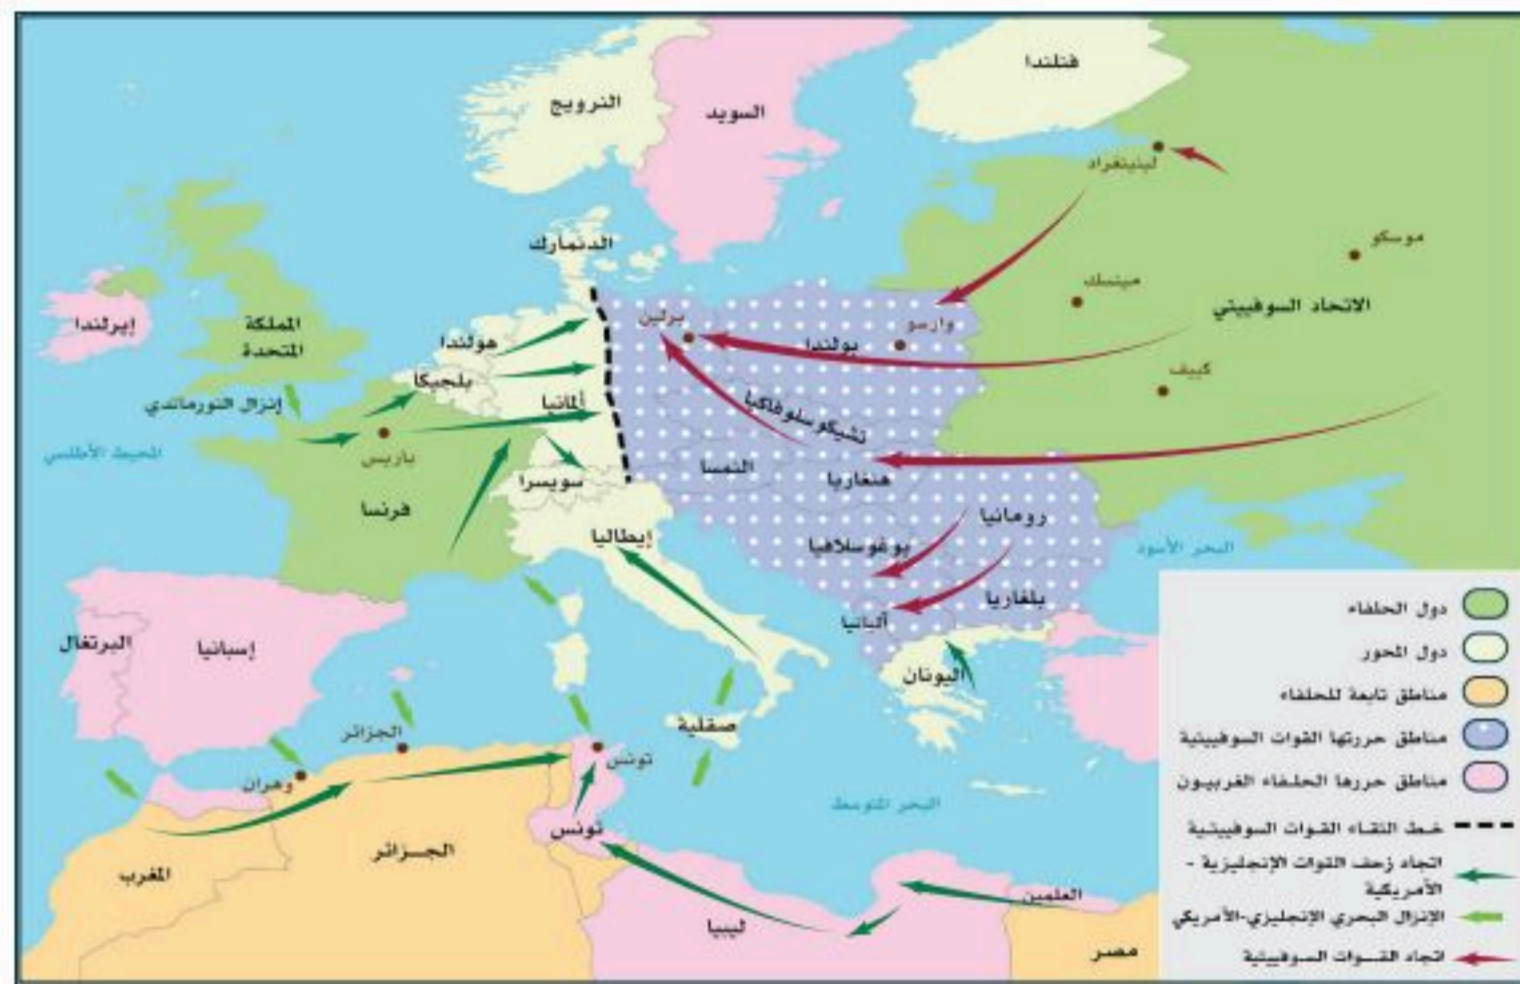 فنلندا
النرويج
السويد
لينينغراد
الدنمارك
موسكو
مينسك
الاتحاد السوفييتي
إيرلندا
المملكة
المتحدة
هولندا
برلين
وارسو
بولندا
بلجيكا
كييف
إنزال النورماندي
ألمانيا
تشيكوسلوفاكيا
المحيط الأطلسي
باريس
سويسرا
النمسا
هنغاريا
فرنسا
إيطاليا
رومانيا
يوغوسلافيا
البحر الأسود
بلغاريا
ألبانيا
البرتغال
إسبانيا
اليونان
صقلية
الجزائر
تونس
وهران
البحر المتوسط
تونس
المغرب
الجـزائر
العلمين
ليبيا
مصر
دول الحلفاء
دول المحور
مناطق تابعة للحلفاء
مناطق حررتها القوات السوفييتية
مناطق حررها الحلفاء الغربيون
خط التقاء القوات السوفييتية
اتجاه زحف القوات الإنجليزية -
الأمريكية
الإنزال البحري الإنجليزي-الأمريكي
اتجاه القـوات السوفييتية